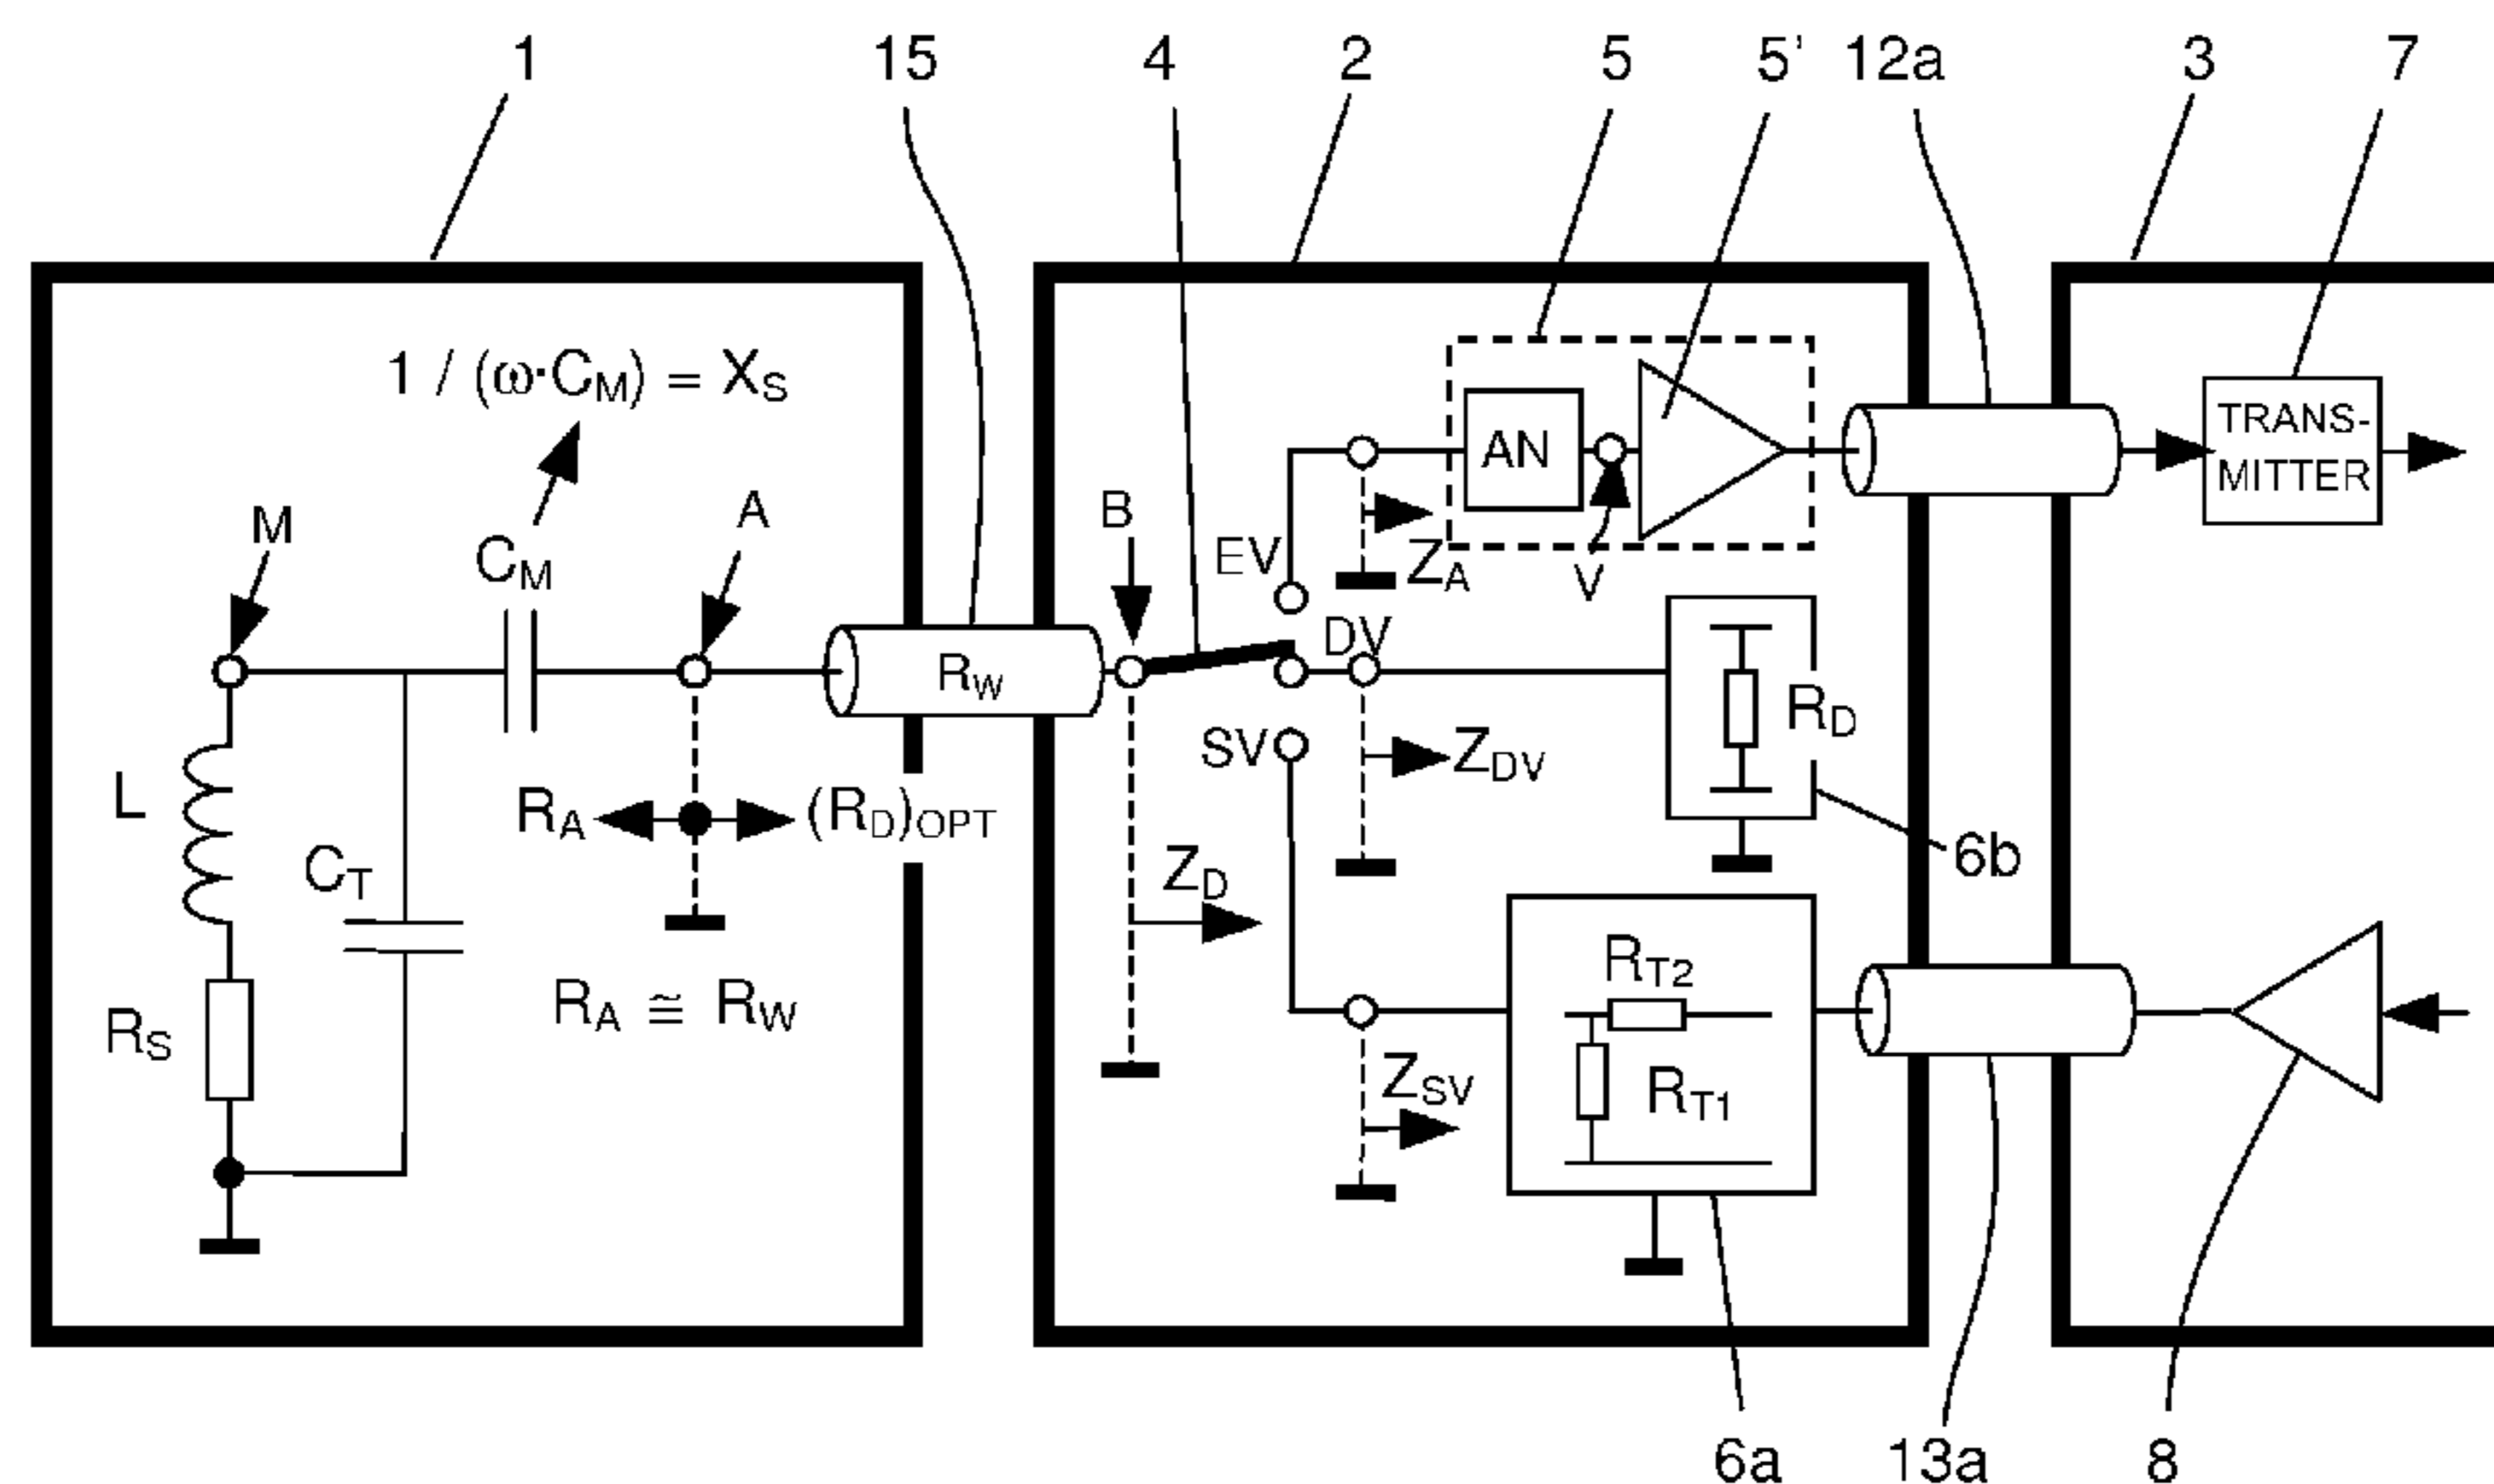 1
15
4
2
5
5'
12a
3
7
1 / (ω·C_M) = X_S
TRANS-
MITTER
AN
M
C_M
A
B
EV
Z_A
V
DV
R_W
R_D
SV
Z_DV
L
R_A
(R_D)_OPT
C_T
Z_D
6b
R_S
R_A ≅ R_W
R_T2
Z_SV
R_T1
6a
13a
8